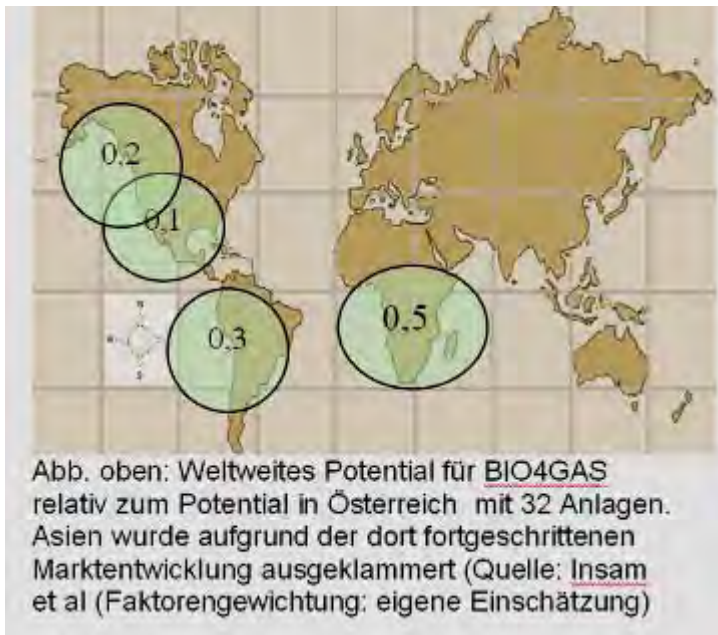 0.2
0,1
0,3
0,5
Abb. oben: Weltweites Potential für BIO4GAS
relativ zum Potential in Österreich mit 32 Anlagen.
Asien wurde aufgrund der dort fortgeschrittenen
Marktentwicklung ausgeklammert (Quelle: Insam
et al (Faktorengewichtung: eigene Einschätzung)